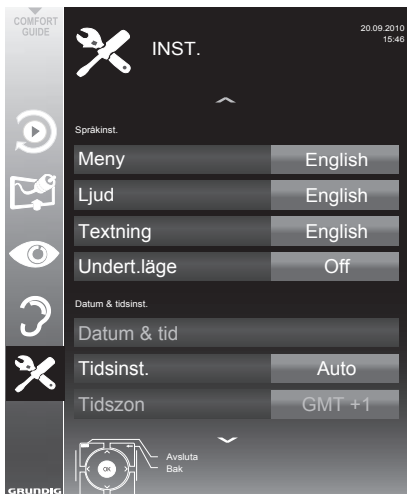 COMFORT
GUIDE
INST.
20.09.2010
15:46
Språkinst.
Meny English
Ljud English
Textning English
Undert.läge Off
Datum & tidsinst.
Datum & tid
Tidsinst. Auto
Tidszon GMT +1
OK
Avsluta
Bak
GRUNDIG